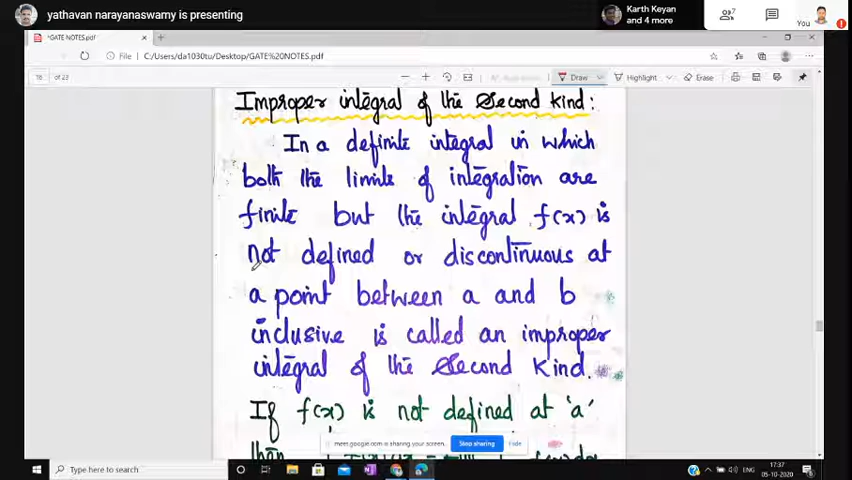 yathavan narayanaswamy is presenting
Karth Keyan
and 4 more
7
You
*GATE NOTES.pdf
File
C:/Users/da1030tu/Desktop/GATE%20NOTES.pdf
18 of 23
Draw
Highlight
Erase
Improper integral of the Second kind:
In a definite integral in which
both the limits of integration are
finite but the integral f(x) is
not defined or discontinuous at
a point between a and b
inclusive is called an improper
integral of the Second Kind.
If f(x) is not defined at 'a'
meet.google.com is sharing your screen.
Stop sharing
Hide
Type here to search
ENG
17:37
05-10-2020